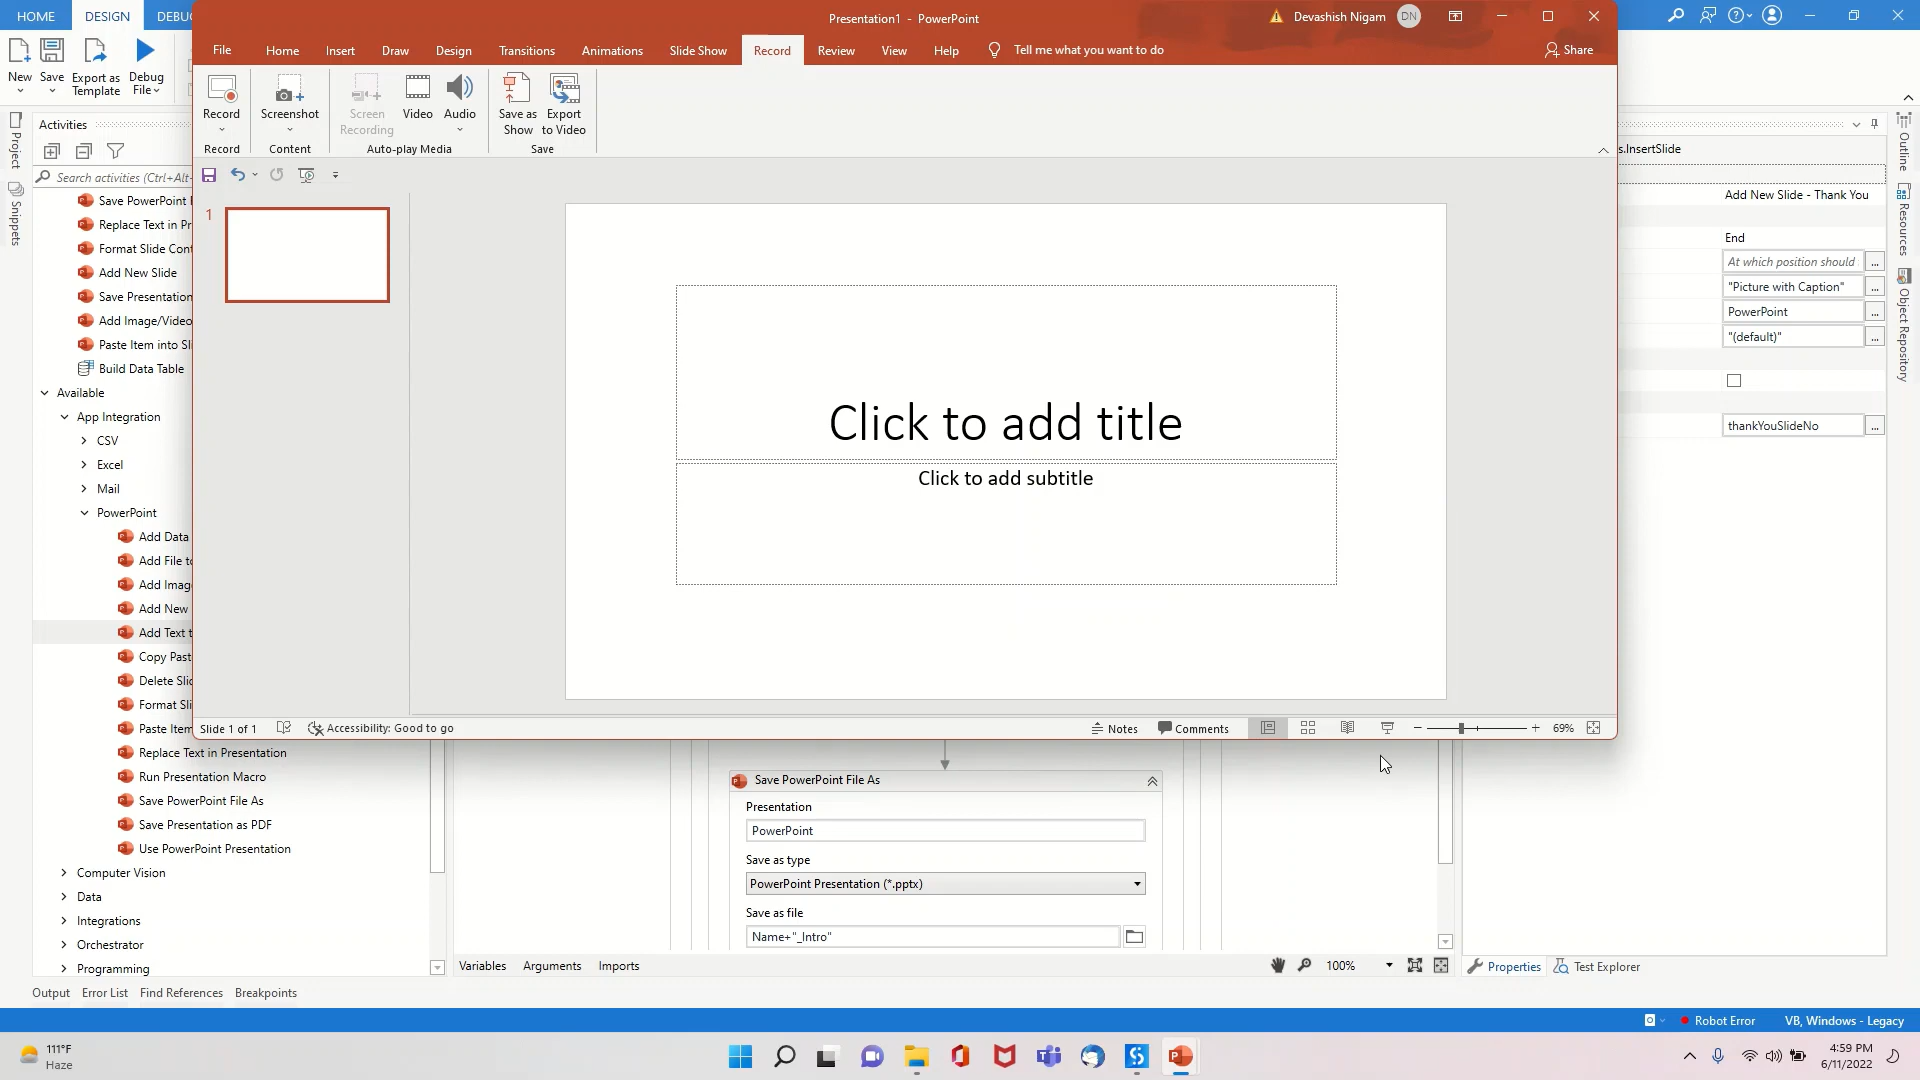 HOME DESIGN
Presentation1 - PowerPoint
Devashish Nigam DN
File Home Insert Draw Design Transitions Animations Slide Show Record Review View Help Tell me what you want to do Share
New Save Export as Template Debug File
Record Screenshot Screen Recording Video Audio Save as Show Export to Video
Record Content Auto-play Media Save
Activities
Search activities (Ctrl+Alt-
Save PowerPoint
Replace Text in
Format Slide
Add New Slide
Save Presentation
Add Image/Video
Paste Item into
Build Data Table
Available
App Integration
CSV
Excel
Mail
PowerPoint
Add Data
Add File
Add
Add New
Add Text
Copy
Delete
Format
Paste Item
Replace Text in Presentation
Run Presentation Macro
Save PowerPoint File As
Save Presentation as PDF
Use PowerPoint Presentation
Computer Vision
Data
Integrations
Orchestrator
Programming
Project
Snippets
1
Click to add title
Click to add subtitle
Slide 1 of 1 Accessibility: Good to go Notes Comments 69%
Save PowerPoint File As
Presentation
PowerPoint
Save as type
PowerPoint Presentation (*.pptx)
Save as file
Name+"_Intro"
Variables Arguments Imports 100%
s.InsertSlide
Add New Slide - Thank You
End
At which position should
"Picture with Caption" ...
PowerPoint ...
"(default)" ...
thankYouSlideNo ...
Outline
Resources
Object Repository
Properties Test Explorer
Output Error List Find References Breakpoints
Robot Error VB, Windows - Legacy
111°F
Haze
4:59 PM
6/11/2022